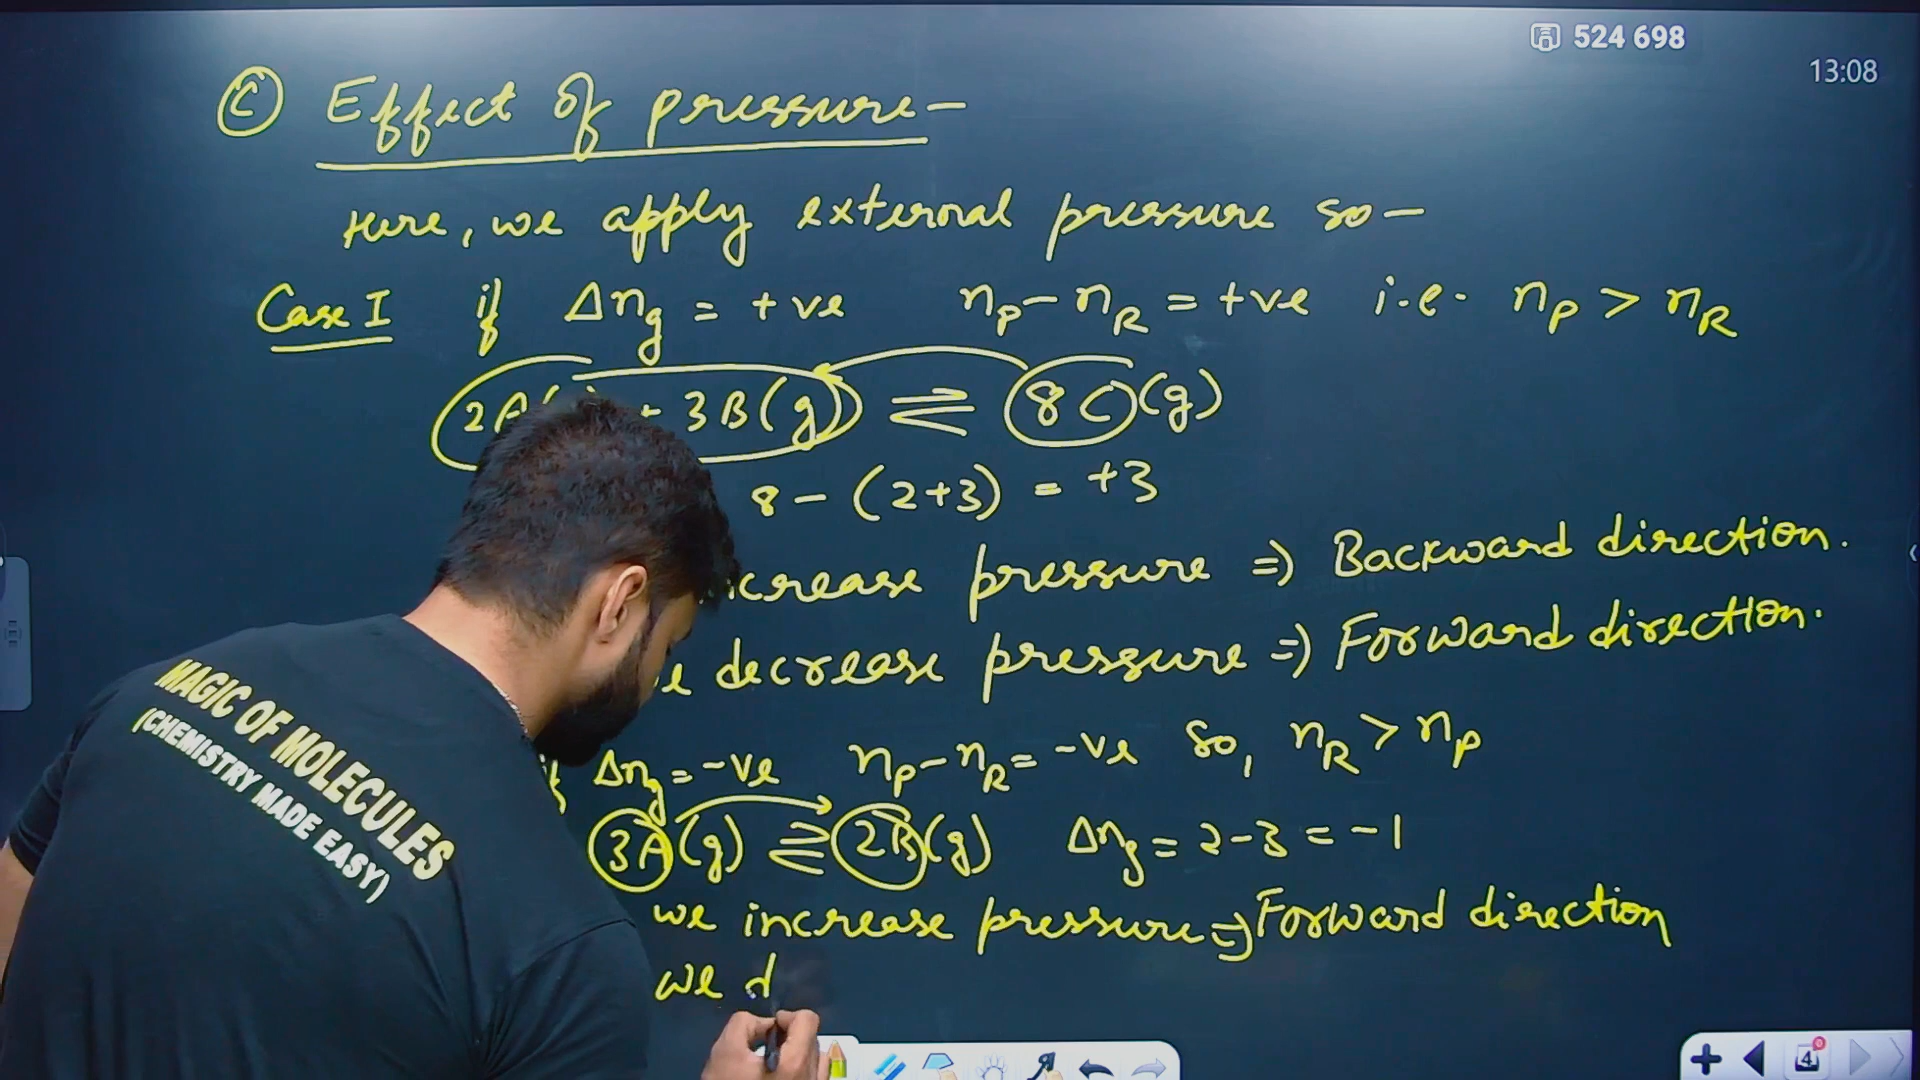 524 698
13:08
(C) Effect of pressure–
Here, we apply external pressure so–
Case I if Δng = +ve np–nR = +ve i.e. np > nR
2A( + 3B(g) ⇌ 8C(g)
8 – (2+3) = +3
crease pressure ⇒ Backward direction.
decrease pressure ⇒ Forward direction.
Δng = –ve np–nR = –ve So, nR > np
3A(g) ⇌ 2B(g) Δng = 2–3 = –1
we increase pressure ⇒ Forward direction
we d
MAGIC OF MOLECULES
(CHEMISTRY MADE EASY)
4
0